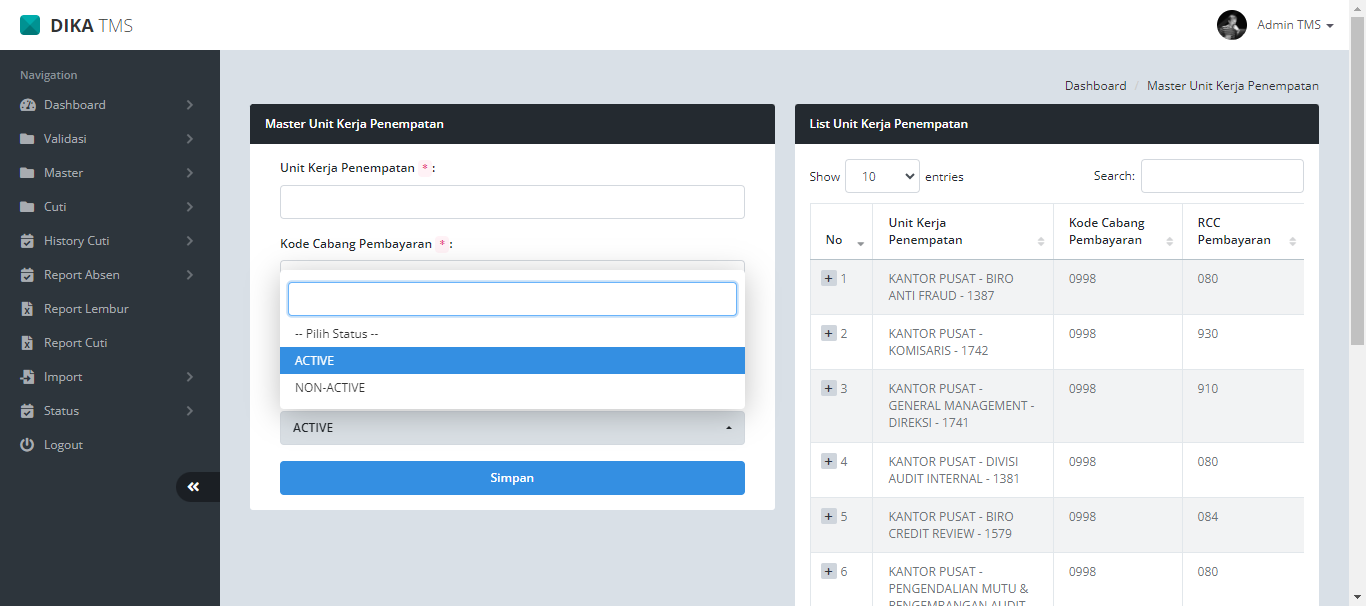 DIKA TMS
Admin TMS
Navigation
Dashboard
Validasi
Master
Cuti
History Cuti
Report Absen
Report Lembur
Report Cuti
Import
Status
Logout
Dashboard / Master Unit Kerja Penempatan
Master Unit Kerja Penempatan
Unit Kerja Penempatan * :
Kode Cabang Pembayaran * :
-- Pilih Status --
ACTIVE
NON-ACTIVE
ACTIVE
Simpan
List Unit Kerja Penempatan
Show 10 entries
Search:
No
Unit Kerja
Penempatan
Kode Cabang
Pembayaran
RCC
Pembayaran
+ 1
KANTOR PUSAT - BIRO
ANTI FRAUD - 1387
0998
080
+ 2
KANTOR PUSAT -
KOMISARIS - 1742
0998
930
+ 3
KANTOR PUSAT -
GENERAL MANAGEMENT -
DIREKSI - 1741
0998
910
+ 4
KANTOR PUSAT - DIVISI
AUDIT INTERNAL - 1381
0998
080
+ 5
KANTOR PUSAT - BIRO
CREDIT REVIEW - 1579
0998
084
+ 6
KANTOR PUSAT -
PENGENDALIAN MUTU &
PENGEMBANGAN AUDIT
0998
080